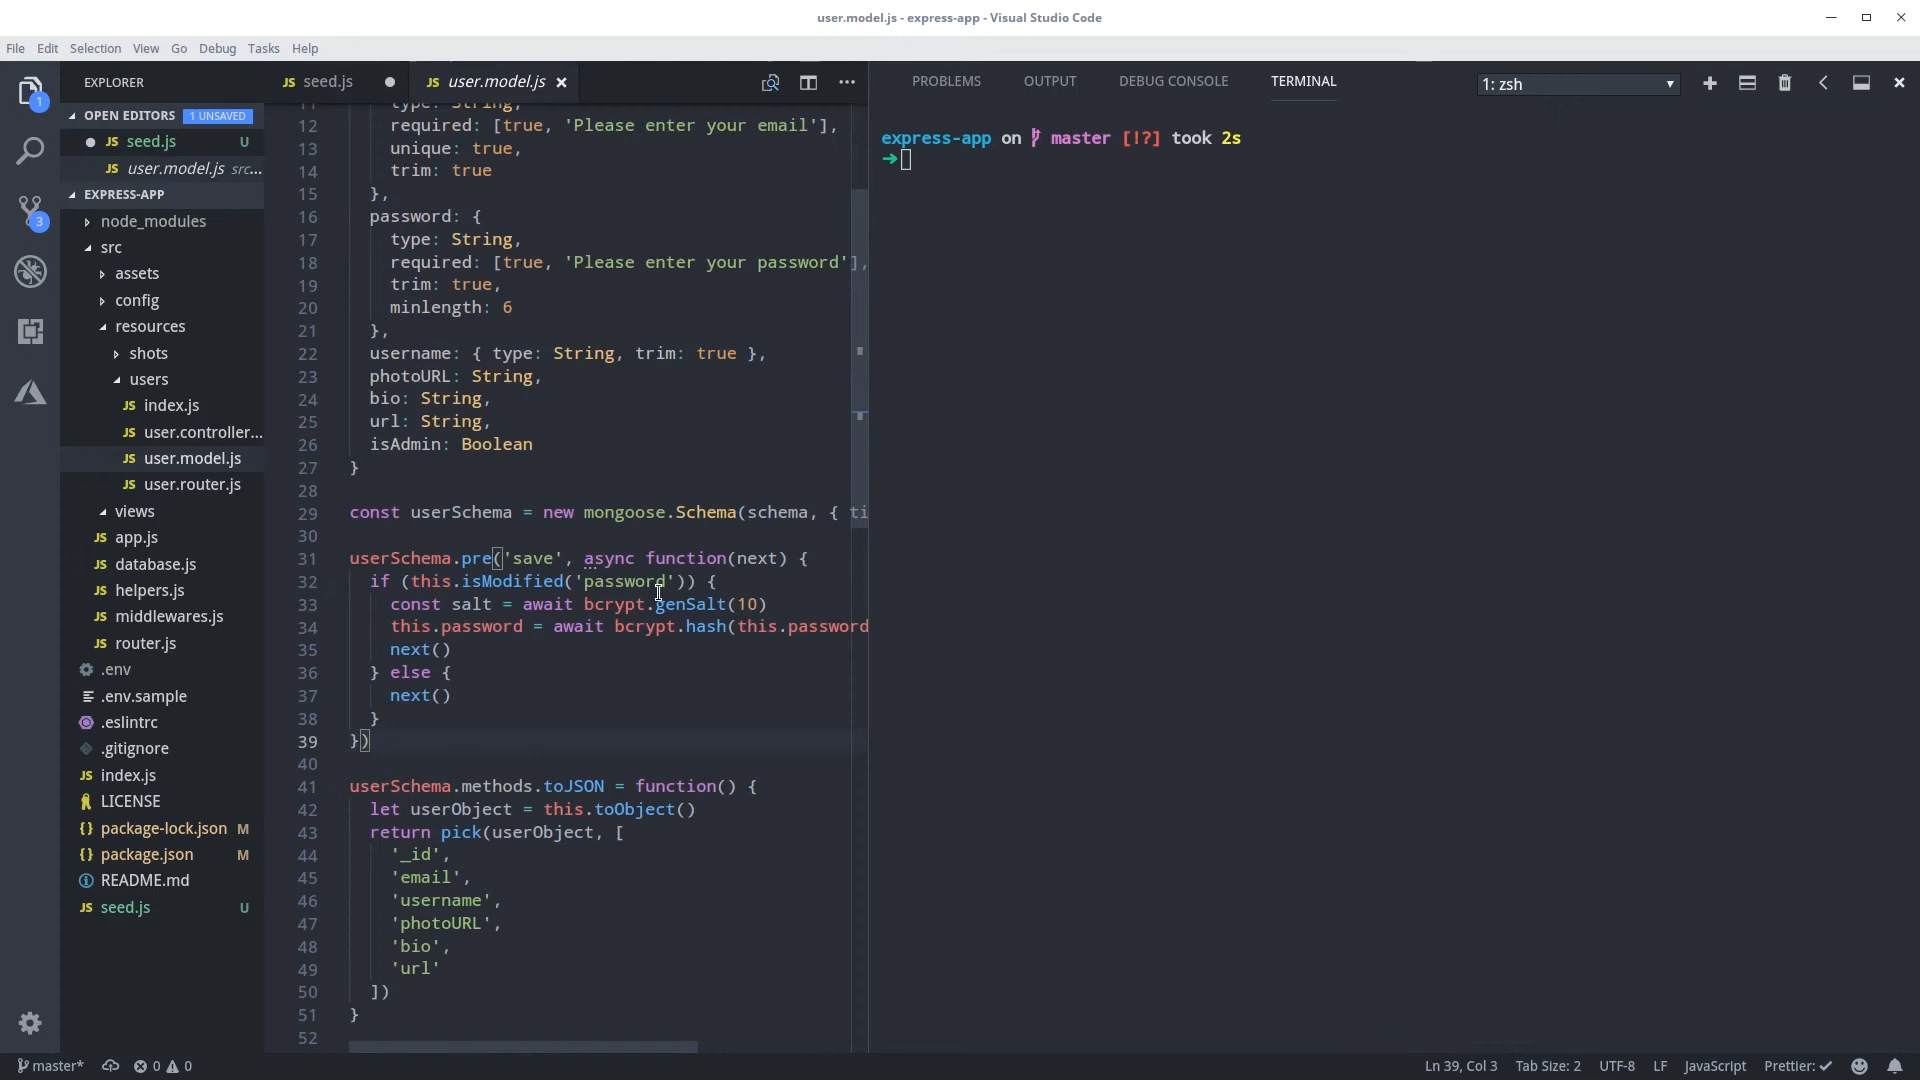 user.model.js - express-app - Visual Studio Code
File Edit Selection View Go Debug Tasks Help
EXPLORER
OPEN EDITORS 1 UNSAVED
JS seed.js U
JS user.model.js src...
EXPRESS-APP
node_modules
src
assets
config
resources
shots
users
JS index.js
JS user.controller...
JS user.model.js
JS user.router.js
views
JS app.js
JS database.js
JS helpers.js
JS middlewares.js
JS router.js
.env
.env.sample
.eslintrc
.gitignore
JS index.js
LICENSE
{} package-lock.json M
{} package.json M
README.md
JS seed.js U
1
3
JS seed.js JS user.model.js
11 type: String,
12 required: [true, 'Please enter your email'],
13 unique: true,
14 trim: true
15 },
16 password: {
17 type: String,
18 required: [true, 'Please enter your password'],
19 trim: true,
20 minlength: 6
21 },
22 username: { type: String, trim: true },
23 photoURL: String,
24 bio: String,
25 url: String,
26 isAdmin: Boolean
27 }
28
29 const userSchema = new mongoose.Schema(schema, { ti
30
31 userSchema.pre('save', async function(next) {
32 if (this.isModified('password')) {
33 const salt = await bcrypt.genSalt(10)
34 this.password = await bcrypt.hash(this.password
35 next()
36 } else {
37 next()
38 }
39 })
40
41 userSchema.methods.toJSON = function() {
42 let userObject = this.toObject()
43 return pick(userObject, [
44 '_id',
45 'email',
46 'username',
47 'photoURL',
48 'bio',
49 'url'
50 ])
51 }
52
PROBLEMS OUTPUT DEBUG CONSOLE TERMINAL 1: zsh
express-app on master [!?] took 2s
➜
master* 0 0 Ln 39, Col 3 Tab Size: 2 UTF-8 LF JavaScript Prettier: ✓